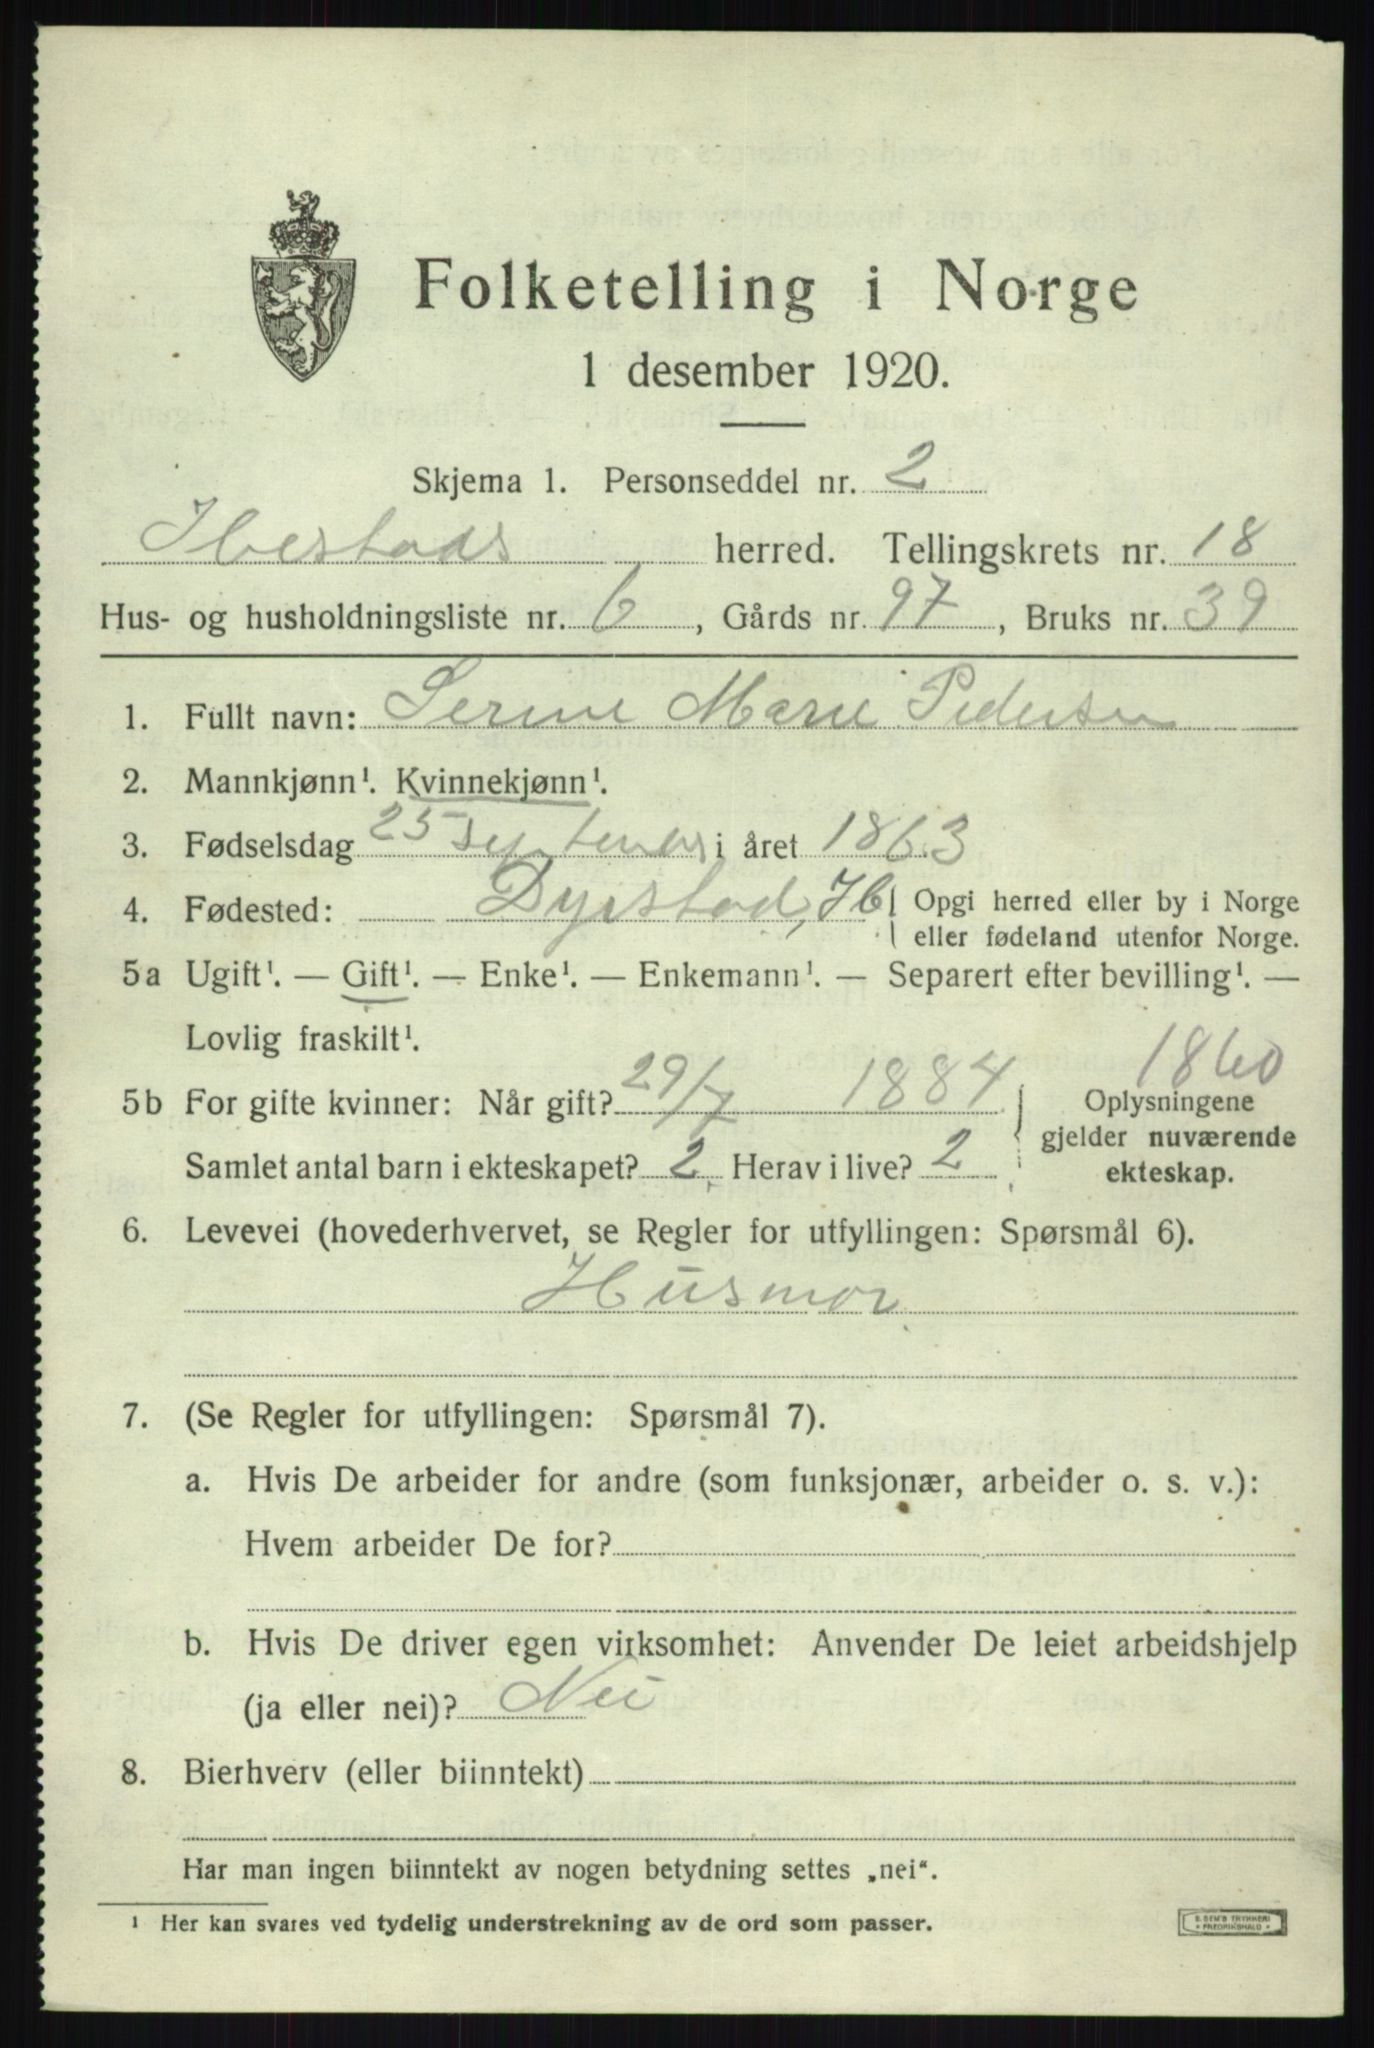 Folketelling i Norge
1 desember 1920.
Skjema 1. Personseddel nr. 2
Ibestads herred. Tellingskrets nr. 18
Hus- og husholdningsliste nr. 6, Gårds nr. 97, Bruks nr. 39
1. Fullt navn: Serine Marie Pedersen
2. Mannkjønn¹. Kvinnekjønn¹.
3. Fødselsdag 25 September i året 1863
4. Fødested: Dyrstad, Ib { Opgi herred eller by i Norge
eller fødeland utenfor Norge.
5a Ugift¹. — Gift¹. — Enke¹. — Enkemann¹. — Separert efter bevilling¹. —
Lovlig fraskilt¹.
1860
5b For gifte kvinner: Når gift? 29/7 1884 } Oplysningene
gjelder nuværende
Samlet antal barn i ekteskapet? 2 Herav i live? 2 ekteskap.
6. Levevei (hovederhvervet, se Regler for utfyllingen: Spørsmål 6).
Husmor
7. (Se Regler for utfyllingen: Spørsmål 7).
a. Hvis De arbeider for andre (som funksjonær, arbeider o. s. v.):
Hvem arbeider De for?
b. Hvis De driver egen virksomhet: Anvender De leiet arbeidshjelp
(ja eller nei)? Nei
8. Bierhverv (eller biinntekt)
Har man ingen biinntekt av nogen betydning settes „nei“.
¹ Her kan svares ved tydelig understrekning av de ord som passer.
E. SEM'S TRYKKERI
• FREDRIKSHALD •